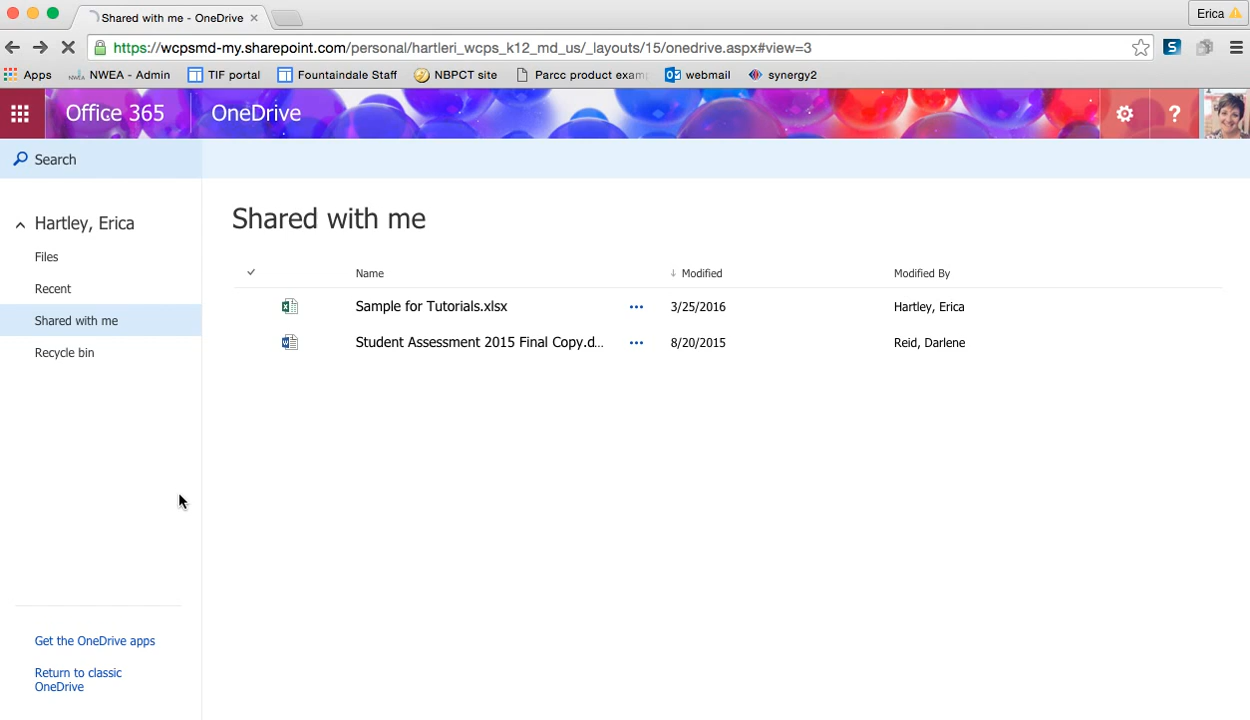 Shared with me - OneDrive
Erica
https://wcpsmd-my.sharepoint.com/personal/hartleri_wcps_k12_md_us/_layouts/15/onedrive.aspx#view=3
Apps NWEA - Admin TIF portal Fountaindale Staff NBPCT site Parcc product exam webmail synergy2
Office 365 OneDrive ?
Search
Hartley, Erica
Files
Recent
Shared with me
Recycle bin
Get the OneDrive apps
Return to classic
OneDrive
Shared with me
Name ↓ Modified Modified By
Sample for Tutorials.xlsx ... 3/25/2016 Hartley, Erica
Student Assessment 2015 Final Copy.d... ... 8/20/2015 Reid, Darlene